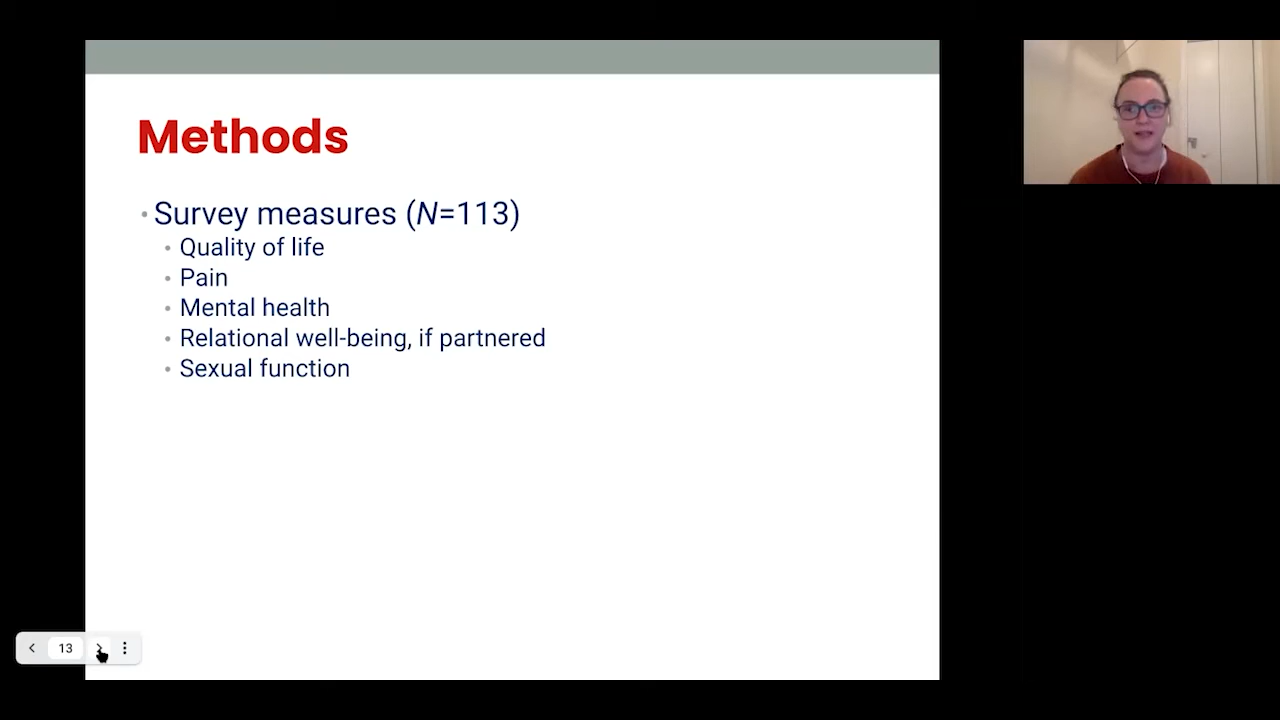 Methods
• Survey measures (N=113)
• Quality of life
• Pain
• Mental health
• Relational well-being, if partnered
• Sexual function
13